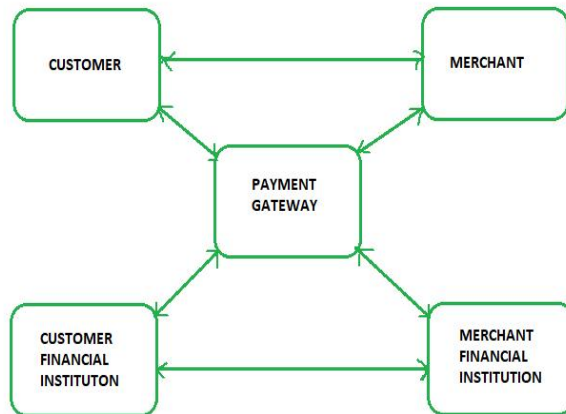 CUSTOMER
MERCHANT
PAYMENT
GATEWAY
CUSTOMER
FINANCIAL
INSTITUTON
MERCHANT
FINANCIAL
INSTITUTION